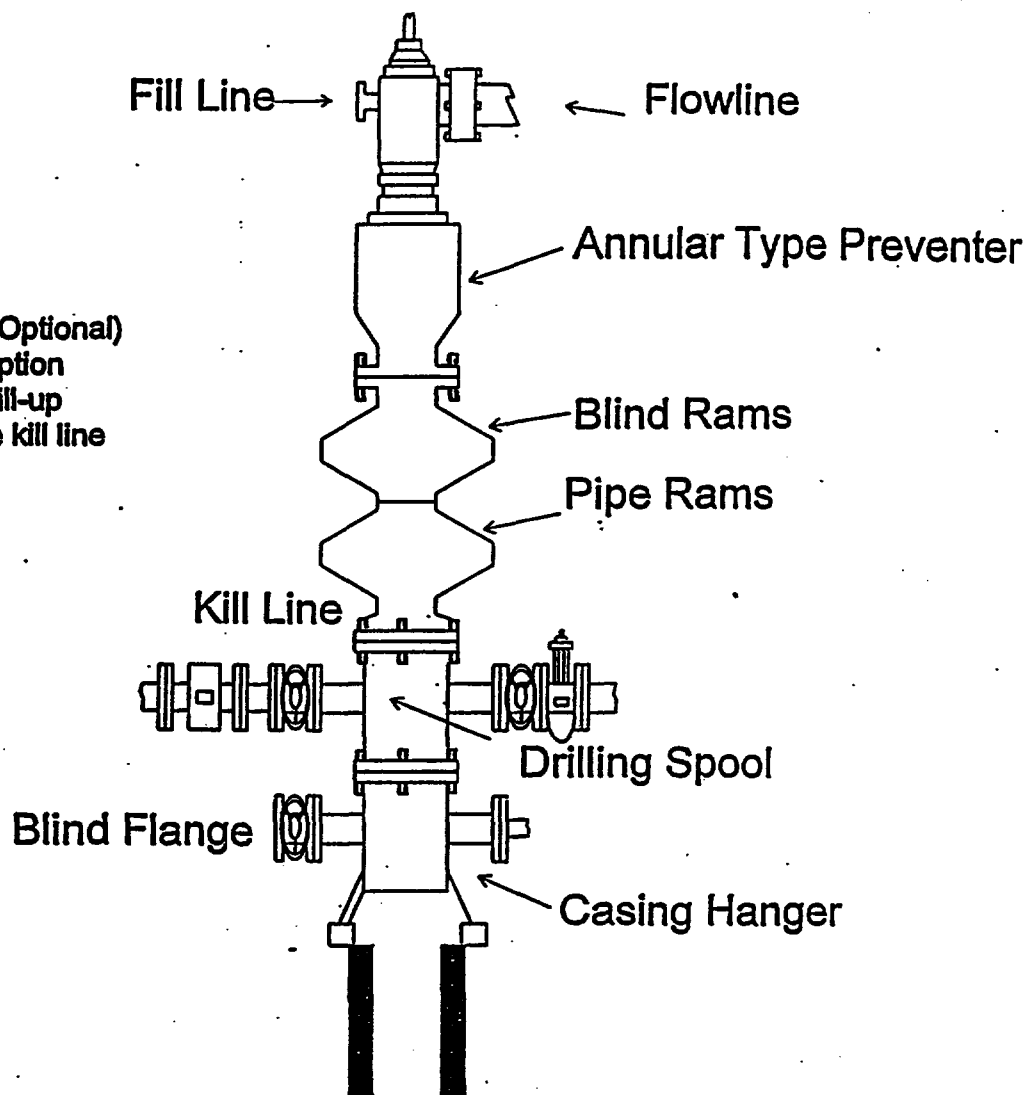 Fill Line
Flowline
Annular Type Preventer
Optional)
ill-up
kill line
Blind Rams
Pipe Rams
Kill Line
Drilling Spool
Blind Flange
Casing Hanger